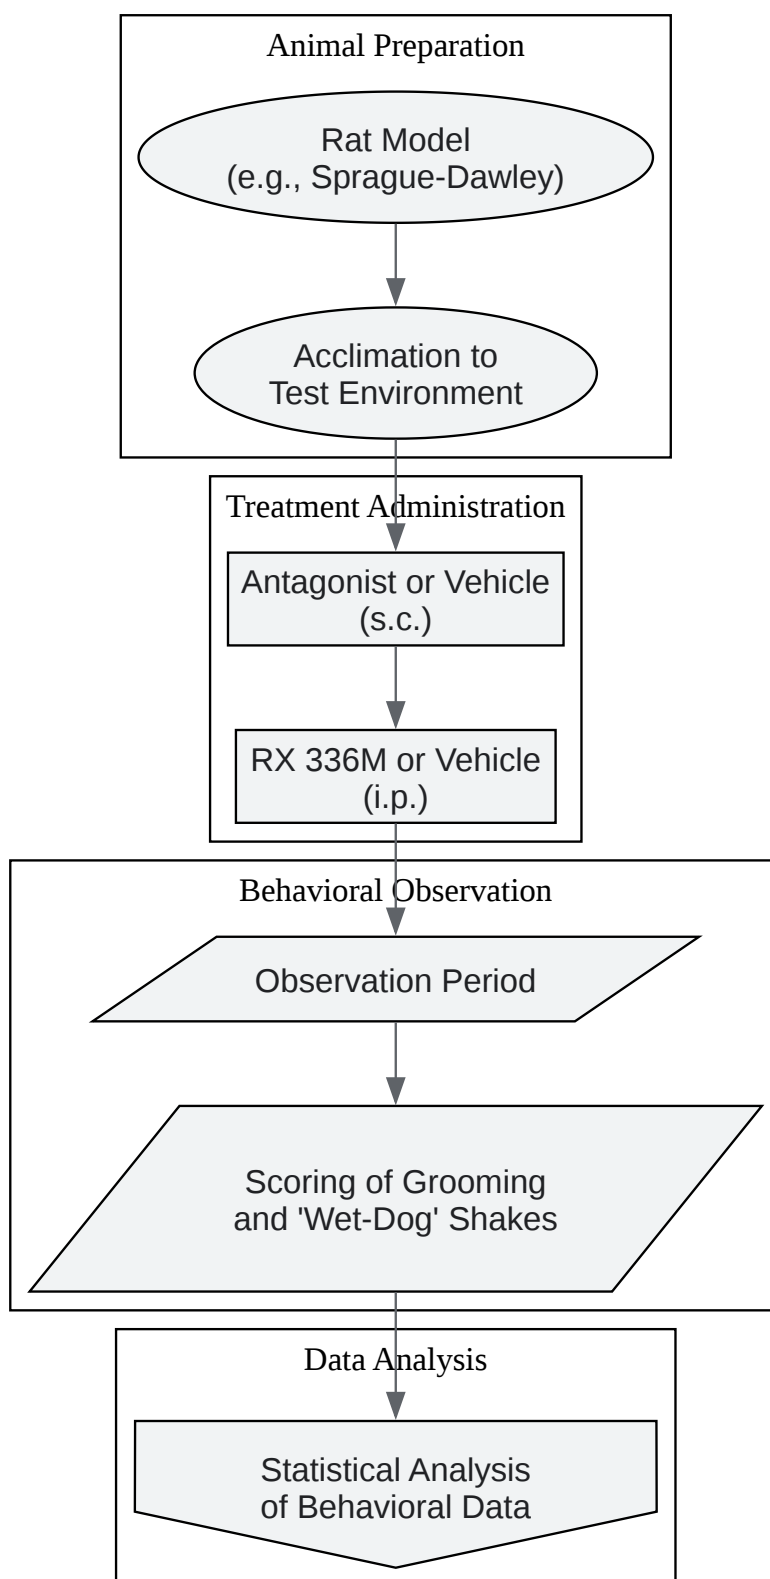 Animal Preparation
Rat Model
(e.g., Sprague-Dawley)
Acclimation to
Test Environment
Treatment Administration
Antagonist or Vehicle
(s.c.)
RX 336M or Vehicle
(i.p.)
Behavioral Observation
Observation Period
Scoring of Grooming
and 'Wet-Dog' Shakes
Data Analysis
Statistical Analysis
of Behavioral Data